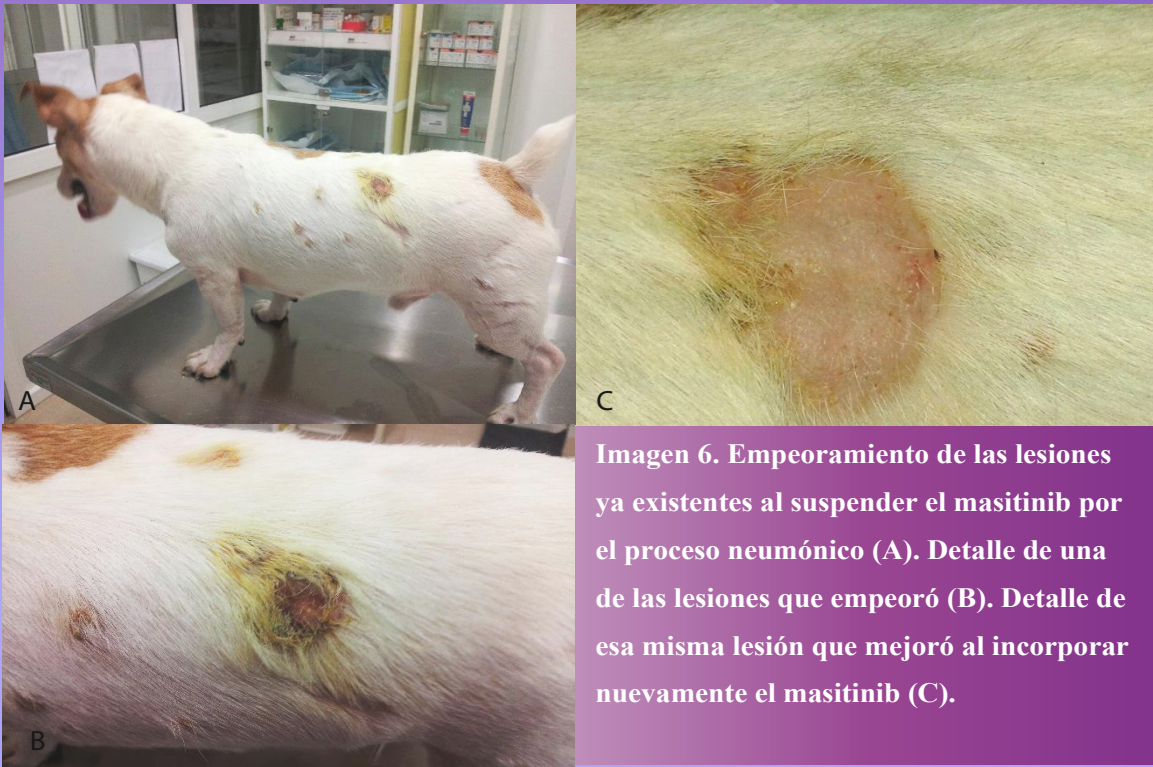 A
C
B
Imagen 6. Empeoramiento de las lesiones
ya existentes al suspender el masitinib por
el proceso neumónico (A). Detalle de una
de las lesiones que empeoró (B). Detalle de
esa misma lesión que mejoró al incorporar
nuevamente el masitinib (C).